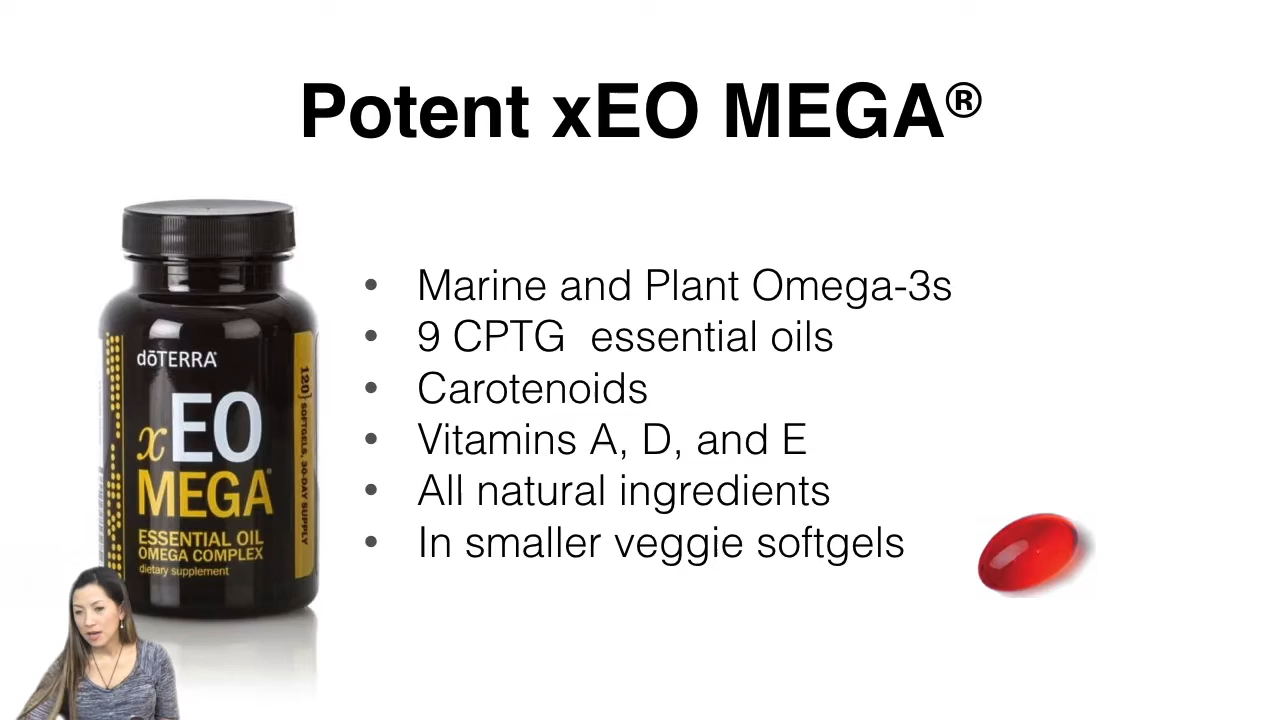 Potent xEO MEGA®
dōTERRA
xEO
MEGA
ESSENTIAL OIL
OMEGA COMPLEX
dietary supplement
120} SOFTGELS, 30-DAY SUPPLY
• Marine and Plant Omega-3s
• 9 CPTG essential oils
• Carotenoids
• Vitamins A, D, and E
• All natural ingredients
• In smaller veggie softgels